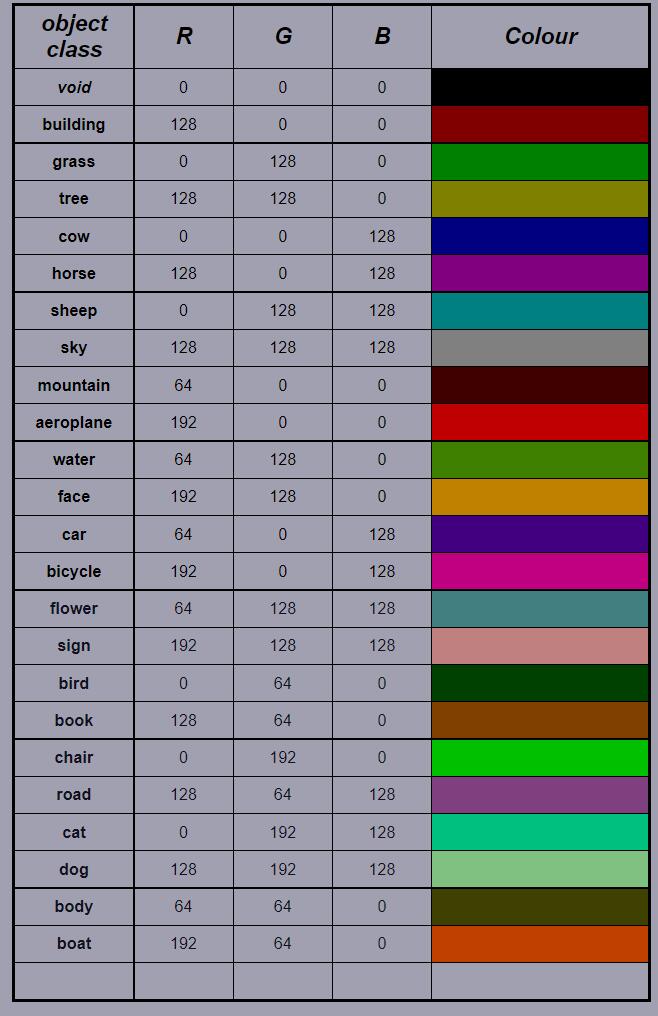 object class R G B Colour
void 0 0 0
building 128 0 0
grass 0 128 0
tree 128 128 0
cow 0 0 128
horse 128 0 128
sheep 0 128 128
sky 128 128 128
mountain 64 0 0
aeroplane 192 0 0
water 64 128 0
face 192 128 0
car 64 0 128
bicycle 192 0 128
flower 64 128 128
sign 192 128 128
bird 0 64 0
book 128 64 0
chair 0 192 0
road 128 64 128
cat 0 192 128
dog 128 192 128
body 64 64 0
boat 192 64 0